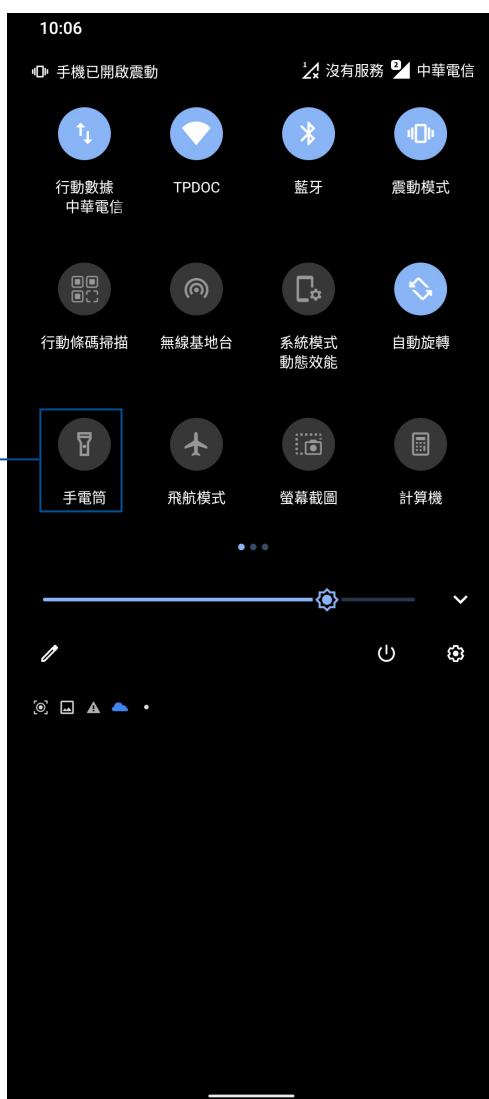 10:06
手機已開啟震動 1 沒有服務 2 中華電信
行動數據 TPDOC 藍牙 震動模式
中華電信
行動條碼掃描 無線基地台 系統模式 自動旋轉
動態效能
手電筒 飛航模式 螢幕截圖 計算機